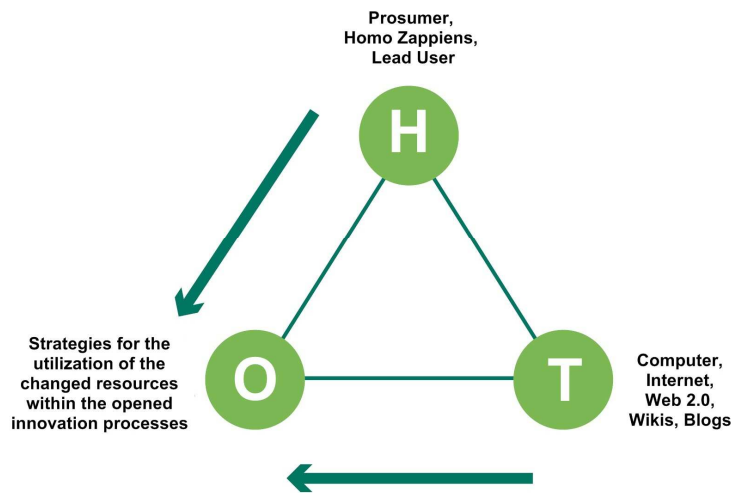 Prosumer,
Homo Zappiens,
Lead User
H
Strategies for the
utilization of the
changed resources
within the opened
innovation processes
O
T
Computer,
Internet,
Web 2.0,
Wikis, Blogs